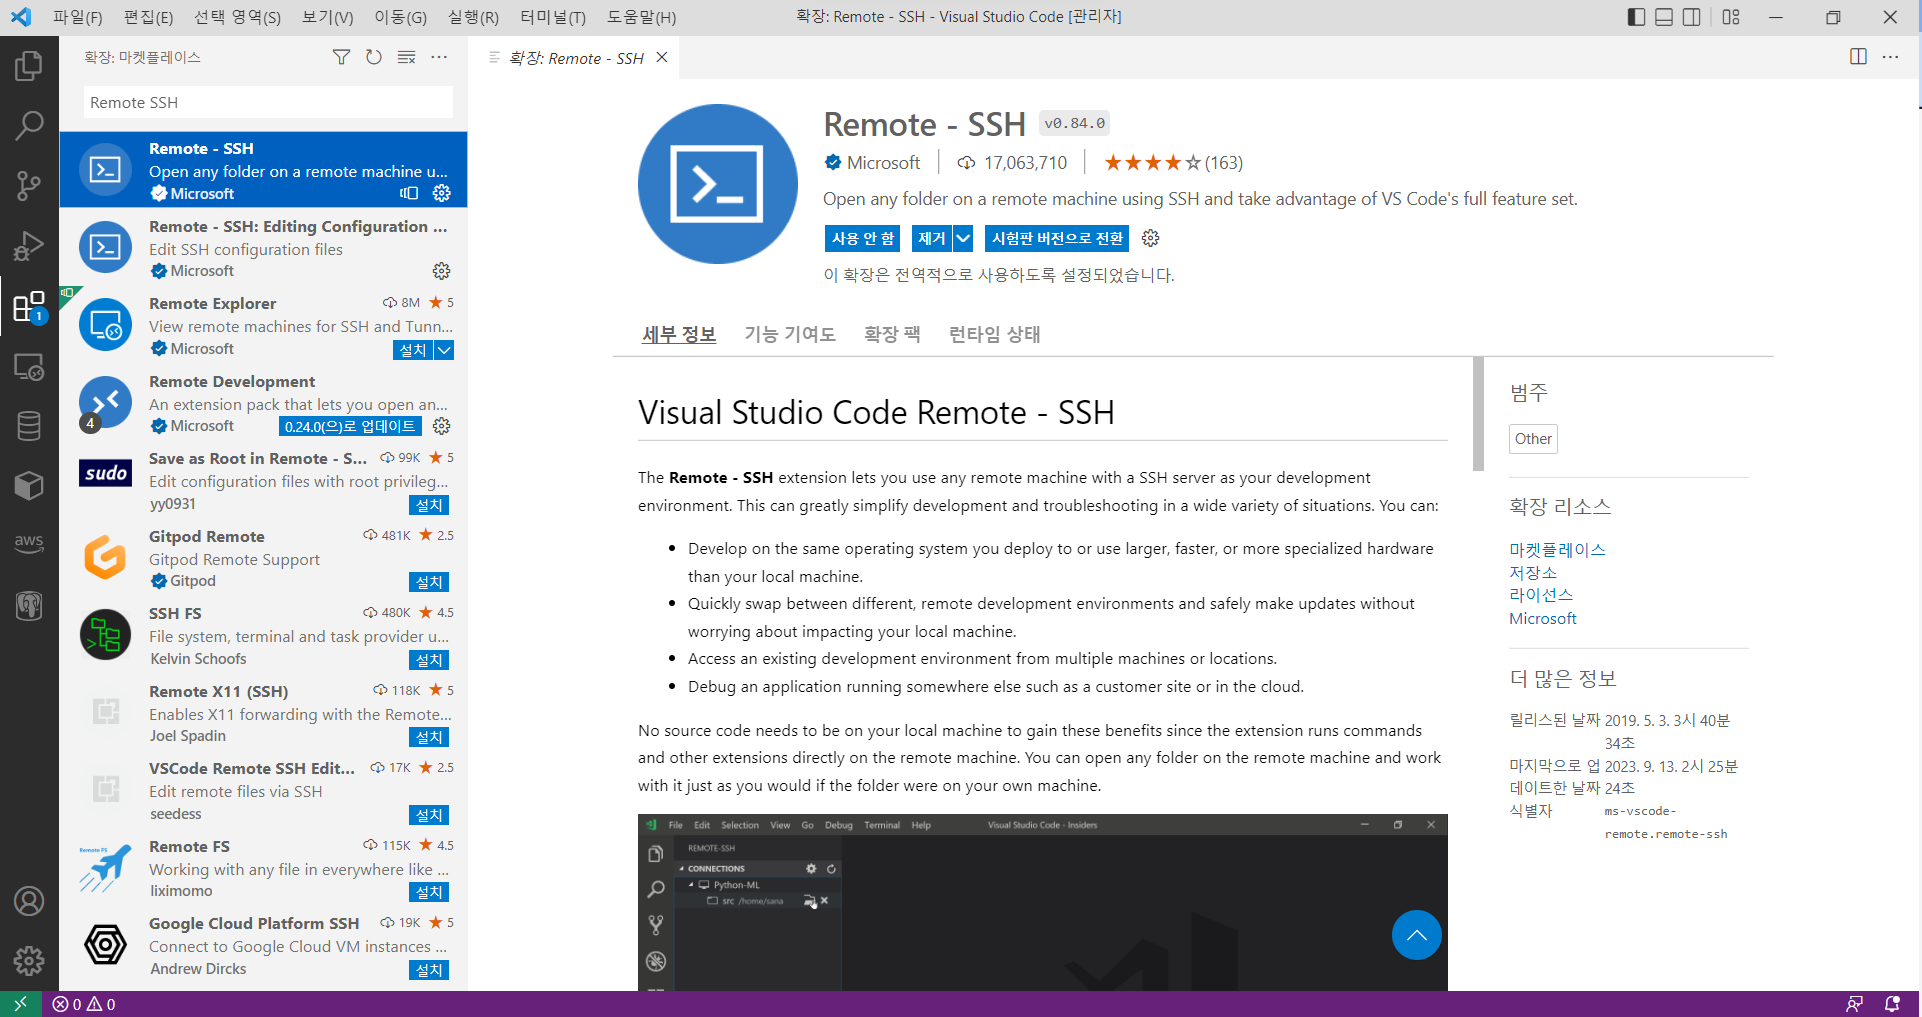 파일(F) 편집(E) 선택 영역(S) 보기(V) 이동(G) 실행(R) 터미널(T) 도움말(H)
확장: Remote - SSH - Visual Studio Code [관리자]
확장: 마켓플레이스
Remote SSH
Remote - SSH
Open any folder on a remote machine u...
Microsoft
Remote - SSH: Editing Configuration ...
Edit SSH configuration files
Microsoft
Remote Explorer 8M 5
View remote machines for SSH and Tunn...
Microsoft 설치
Remote Development
An extension pack that lets you open an...
4
Microsoft 0.24.0(으)로 업데이트
sudo
Save as Root in Remote - S... 99K 5
Edit configuration files with root privileg...
yy0931 설치
Gitpod Remote 481K 2.5
Gitpod Remote Support
Gitpod 설치
SSH FS 480K 4.5
File system, terminal and task provider u...
Kelvin Schoofs 설치
Remote X11 (SSH) 118K 5
Enables X11 forwarding with the Remote...
Joel Spadin 설치
VSCode Remote SSH Edit... 17K 2.5
Edit remote files via SSH
seedess 설치
Remote FS
Remote FS 115K 4.5
Working with any file in everywhere like ...
liximomo 설치
Google Cloud Platform SSH 19K 5
Connect to Google Cloud VM instances ...
Andrew Dircks 설치
1
aws
0 0
확장: Remote - SSH
Remote - SSH v0.84.0
Microsoft 17,063,710 (163)
Open any folder on a remote machine using SSH and take advantage of VS Code's full feature set.
사용 안 함 제거 시험판 버전으로 전환
이 확장은 전역적으로 사용하도록 설정되었습니다.
세부 정보 기능 기여도 확장 팩 런타임 상태
Visual Studio Code Remote - SSH
The Remote - SSH extension lets you use any remote machine with a SSH server as your development
environment. This can greatly simplify development and troubleshooting in a wide variety of situations. You can:
• Develop on the same operating system you deploy to or use larger, faster, or more specialized hardware
than your local machine.
• Quickly swap between different, remote development environments and safely make updates without
worrying about impacting your local machine.
• Access an existing development environment from multiple machines or locations.
• Debug an application running somewhere else such as a customer site or in the cloud.
No source code needs to be on your local machine to gain these benefits since the extension runs commands
and other extensions directly on the remote machine. You can open any folder on the remote machine and work
with it just as you would if the folder were on your own machine.
File Edit Selection View Go Debug Terminal Help Visual Studio Code - Insiders
REMOTE-SSH
CONNECTIONS
Python-ML
src /home/sana
범주
Other
확장 리소스
마켓플레이스
저장소
라이선스
Microsoft
더 많은 정보
릴리스된 날짜 2019. 5. 3. 3시 40분
34초
마지막으로 업 2023. 9. 13. 2시 25분
데이트한 날짜 24초
식별자 ms-vscode-
remote.remote-ssh